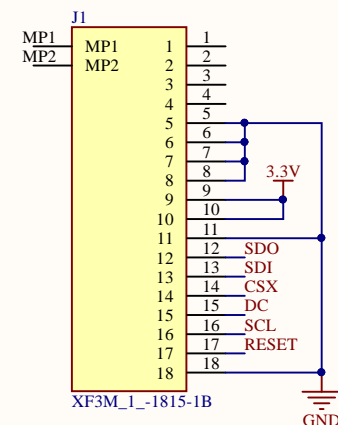 J1
MP1 MP1 1 1
MP2 MP2 2 2
3 3
4 4
5 5
6 6
7 7
8 8
3.3V
9 9
10 10
11 11
12 12 SDO
13 13 SDI
14 14 CSX
15 15 DC
16 16 SCL
17 17 RESET
18 18
XF3M_1_-1815-1B
GND